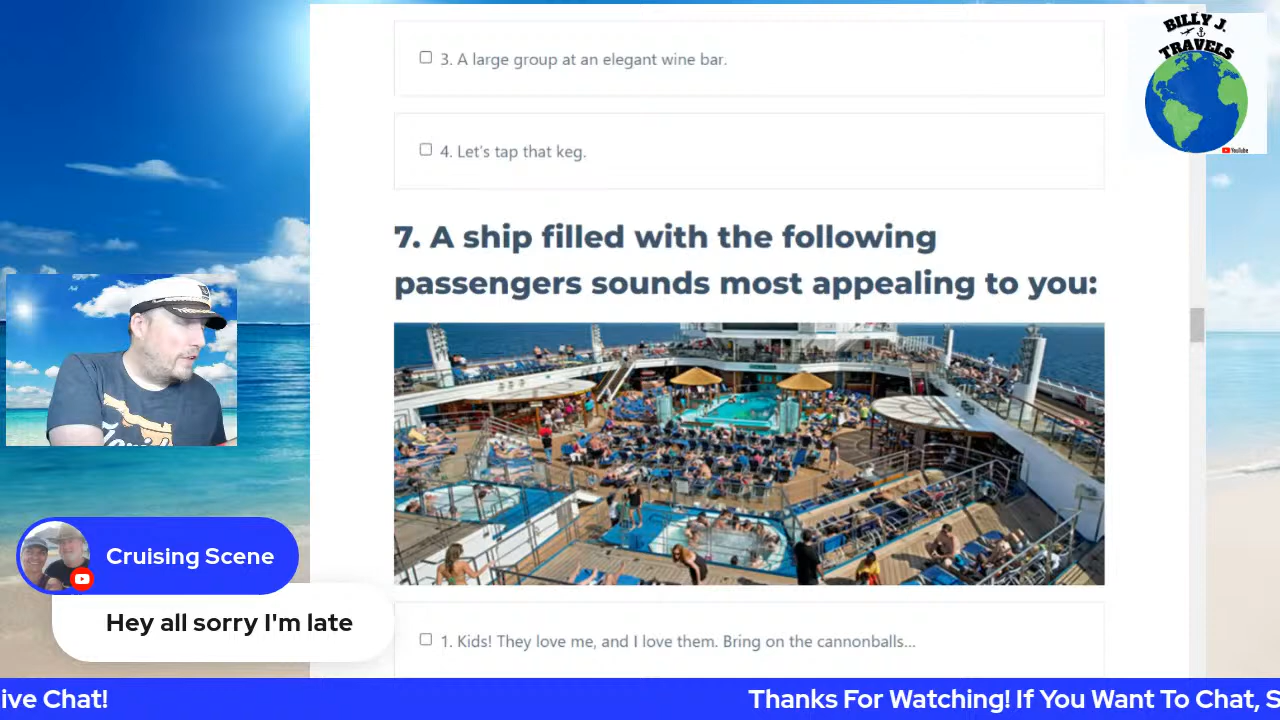 BILLY J.
TRAVELS
YouTube
3. A large group at an elegant wine bar.
4. Let's tap that keg.
7. A ship filled with the following
passengers sounds most appealing to you:
Cruising Scene
Hey all sorry I'm late
1. Kids! They love me, and I love them. Bring on the cannonballs...
ive Chat!
Thanks For Watching! If You Want To Chat, S